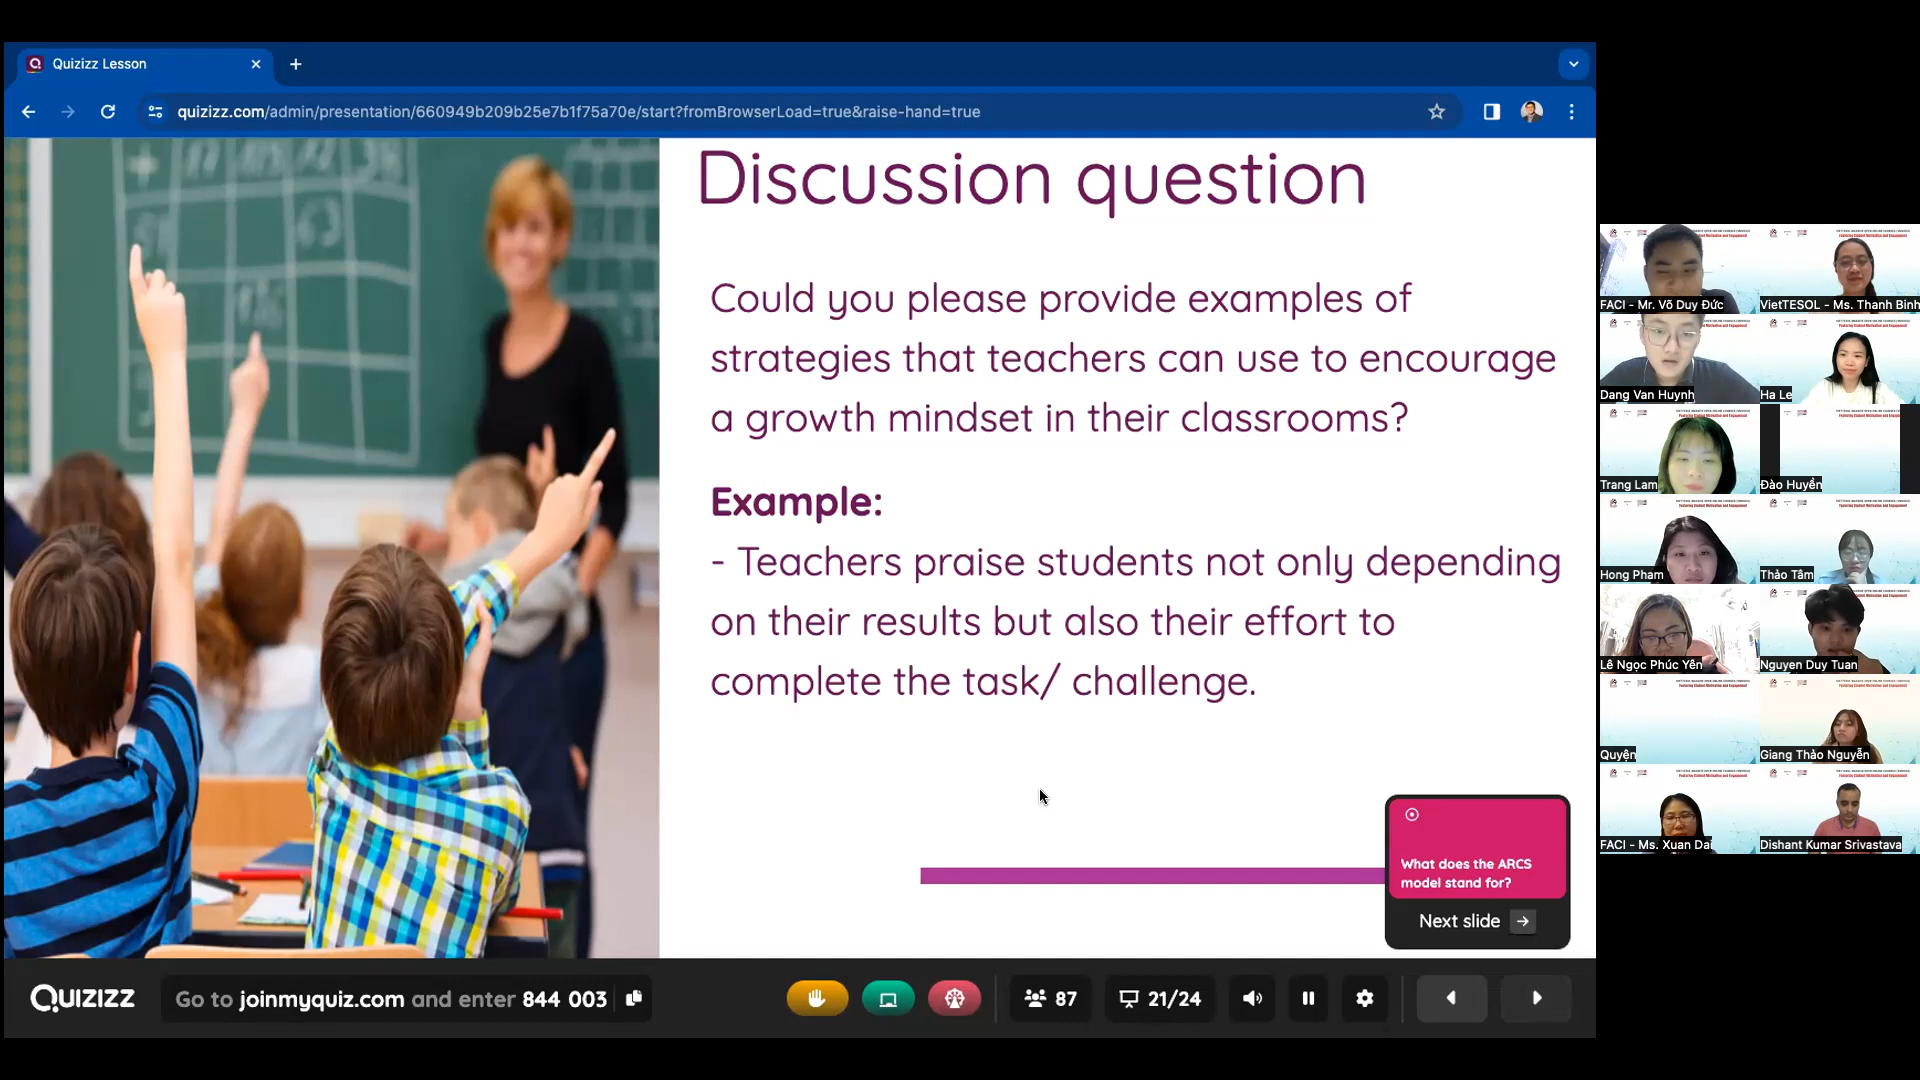 Quizizz Lesson
quizizz.com/admin/presentation/660949b209b25e7b1f75a70e/start?fromBrowserLoad=true&raise-hand=true
Discussion question
Could you please provide examples of
strategies that teachers can use to encourage
a growth mindset in their classrooms?
Example:
- Teachers praise students not only depending
on their results but also their effort to
complete the task/ challenge.
What does the ARCS
model stand for?
Next slide
QUIZIZZ
Go to joinmyquiz.com and enter 844 003
87
21/24
FACI - Mr. Võ Duy Đức
VietTESOL - Ms. Thanh Binh
Dang Van Huynh
Ha Le
Trang Lam
Đào Huyền
Hong Pham
Thảo Tâm
Lê Ngọc Phúc Yên
Nguyen Duy Tuan
Quyện
Giang Thảo Nguyễn
FACI - Ms. Xuan Dai
Dishant Kumar Srivastava